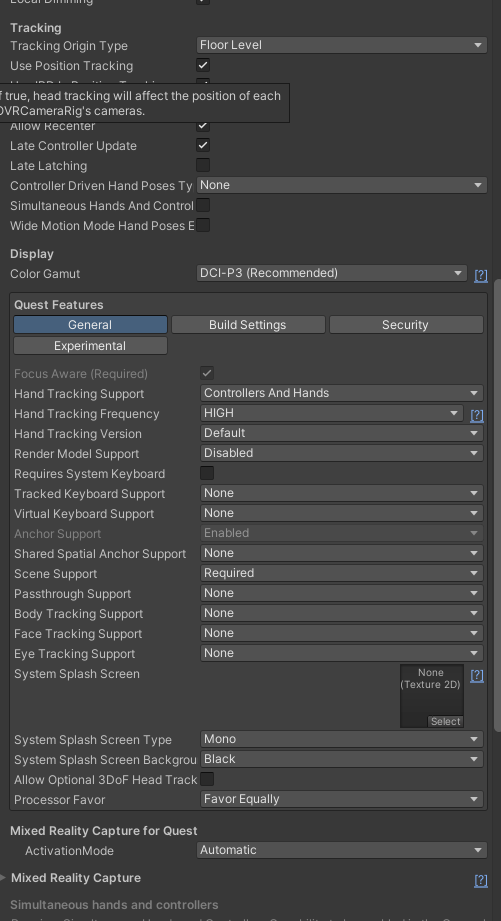 Tracking
Tracking Origin Type Floor Level
Use Position Tracking
If true, head tracking will affect the position of each
OVRCameraRig's cameras.
Allow Recenter
Late Controller Update
Late Latching
Controller Driven Hand Poses Ty None
Simultaneous Hands And Control
Wide Motion Mode Hand Poses E
Display
Color Gamut DCI-P3 (Recommended) [?]
Quest Features
General Build Settings Security
Experimental
Focus Aware (Required)
Hand Tracking Support Controllers And Hands
Hand Tracking Frequency HIGH [?]
Hand Tracking Version Default
Render Model Support Disabled
Requires System Keyboard
Tracked Keyboard Support None
Virtual Keyboard Support None
Anchor Support Enabled
Shared Spatial Anchor Support None
Scene Support Required
Passthrough Support None
Body Tracking Support None
Face Tracking Support None
Eye Tracking Support None
System Splash Screen None [?]
(Texture 2D)
Select
System Splash Screen Type Mono
System Splash Screen Backgrou Black
Allow Optional 3DoF Head Track
Processor Favor Favor Equally
Mixed Reality Capture for Quest
ActivationMode Automatic
Mixed Reality Capture [?]
Simultaneous hands and controllers